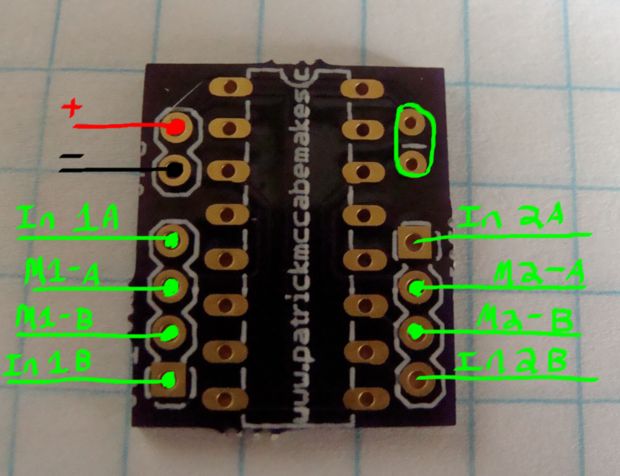 +
-
In 1A
M1-A
M1-B
In 1B
In 2A
M2-A
M2-B
In 2B
www.patrickmccabemakes.c